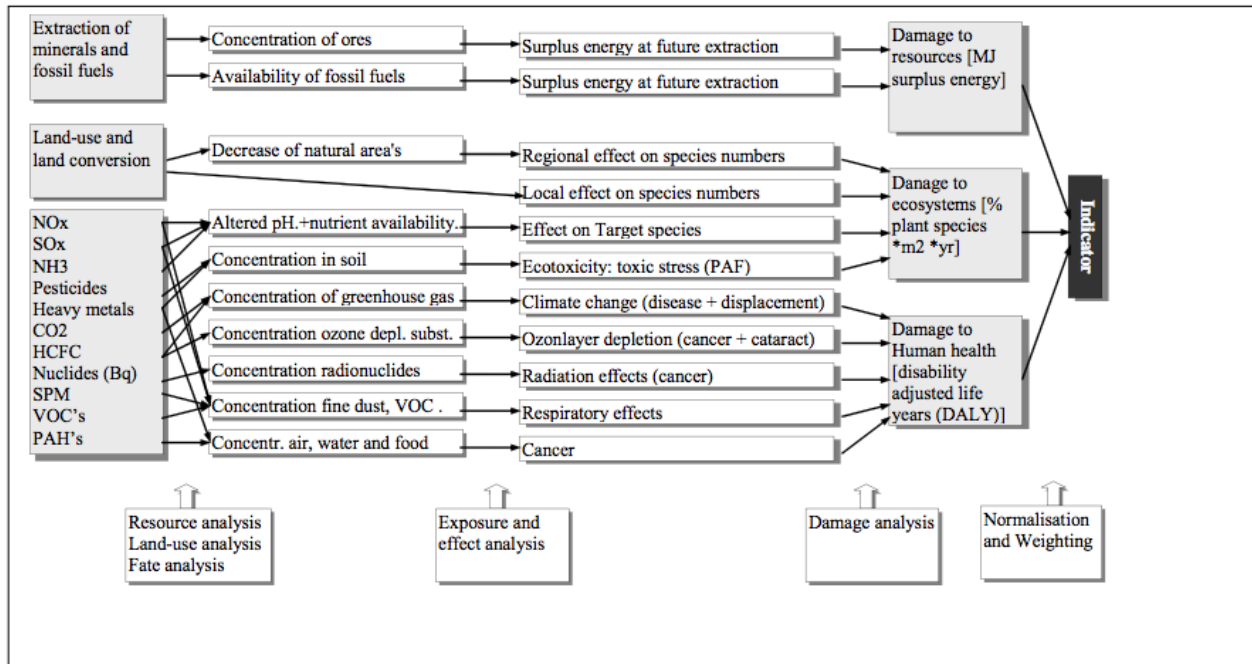 Extraction of
minerals and
fossil fuels
Concentration of ores
Availability of fossil fuels
Surplus energy at future extraction
Surplus energy at future extraction
Damage to
resources [MJ
surplus energy]
Land-use and
land conversion
Decrease of natural area's
Regional effect on species numbers
Local effect on species numbers
Danage to
ecosystems [%
plant species
*m2 *yr]
NOx
SOx
NH3
Pesticides
Heavy metals
CO2
HCFC
Nuclides (Bq)
SPM
VOC's
PAH's
Altered pH.+nutrient availability..
Concentration in soil
Concentration of greenhouse gas
Concentration ozone depl. subst.
Concentration radionuclides
Concentration fine dust, VOC .
Concentr. air, water and food
Effect on Target species
Ecotoxicity: toxic stress (PAF)
Climate change (disease + displacement)
Ozonlayer depletion (cancer + cataract)
Radiation effects (cancer)
Respiratory effects
Cancer
Damage to
Human health
[disability
adjusted life
years (DALY)]
Indicator
Resource analysis
Land-use analysis
Fate analysis
Exposure and
effect analysis
Damage analysis
Normalisation
and Weighting